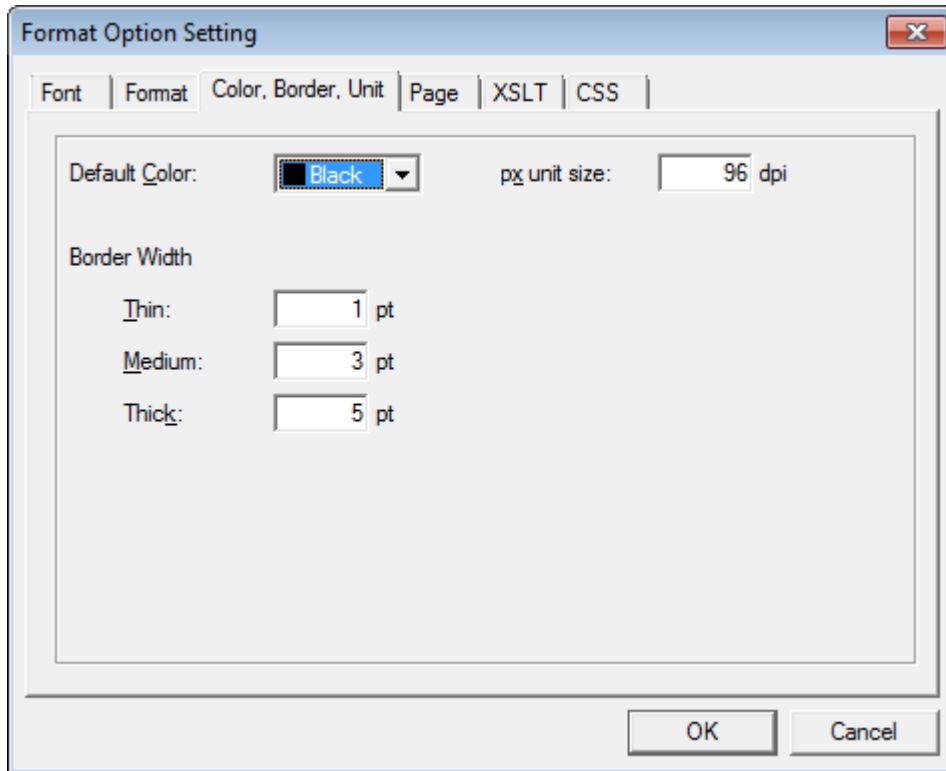 Format Option Setting
Font Format Color, Border, Unit Page XSLT CSS
Default Color: Black px unit size: 96 dpi
Border Width
Thin: 1 pt
Medium: 3 pt
Thick: 5 pt
OK Cancel